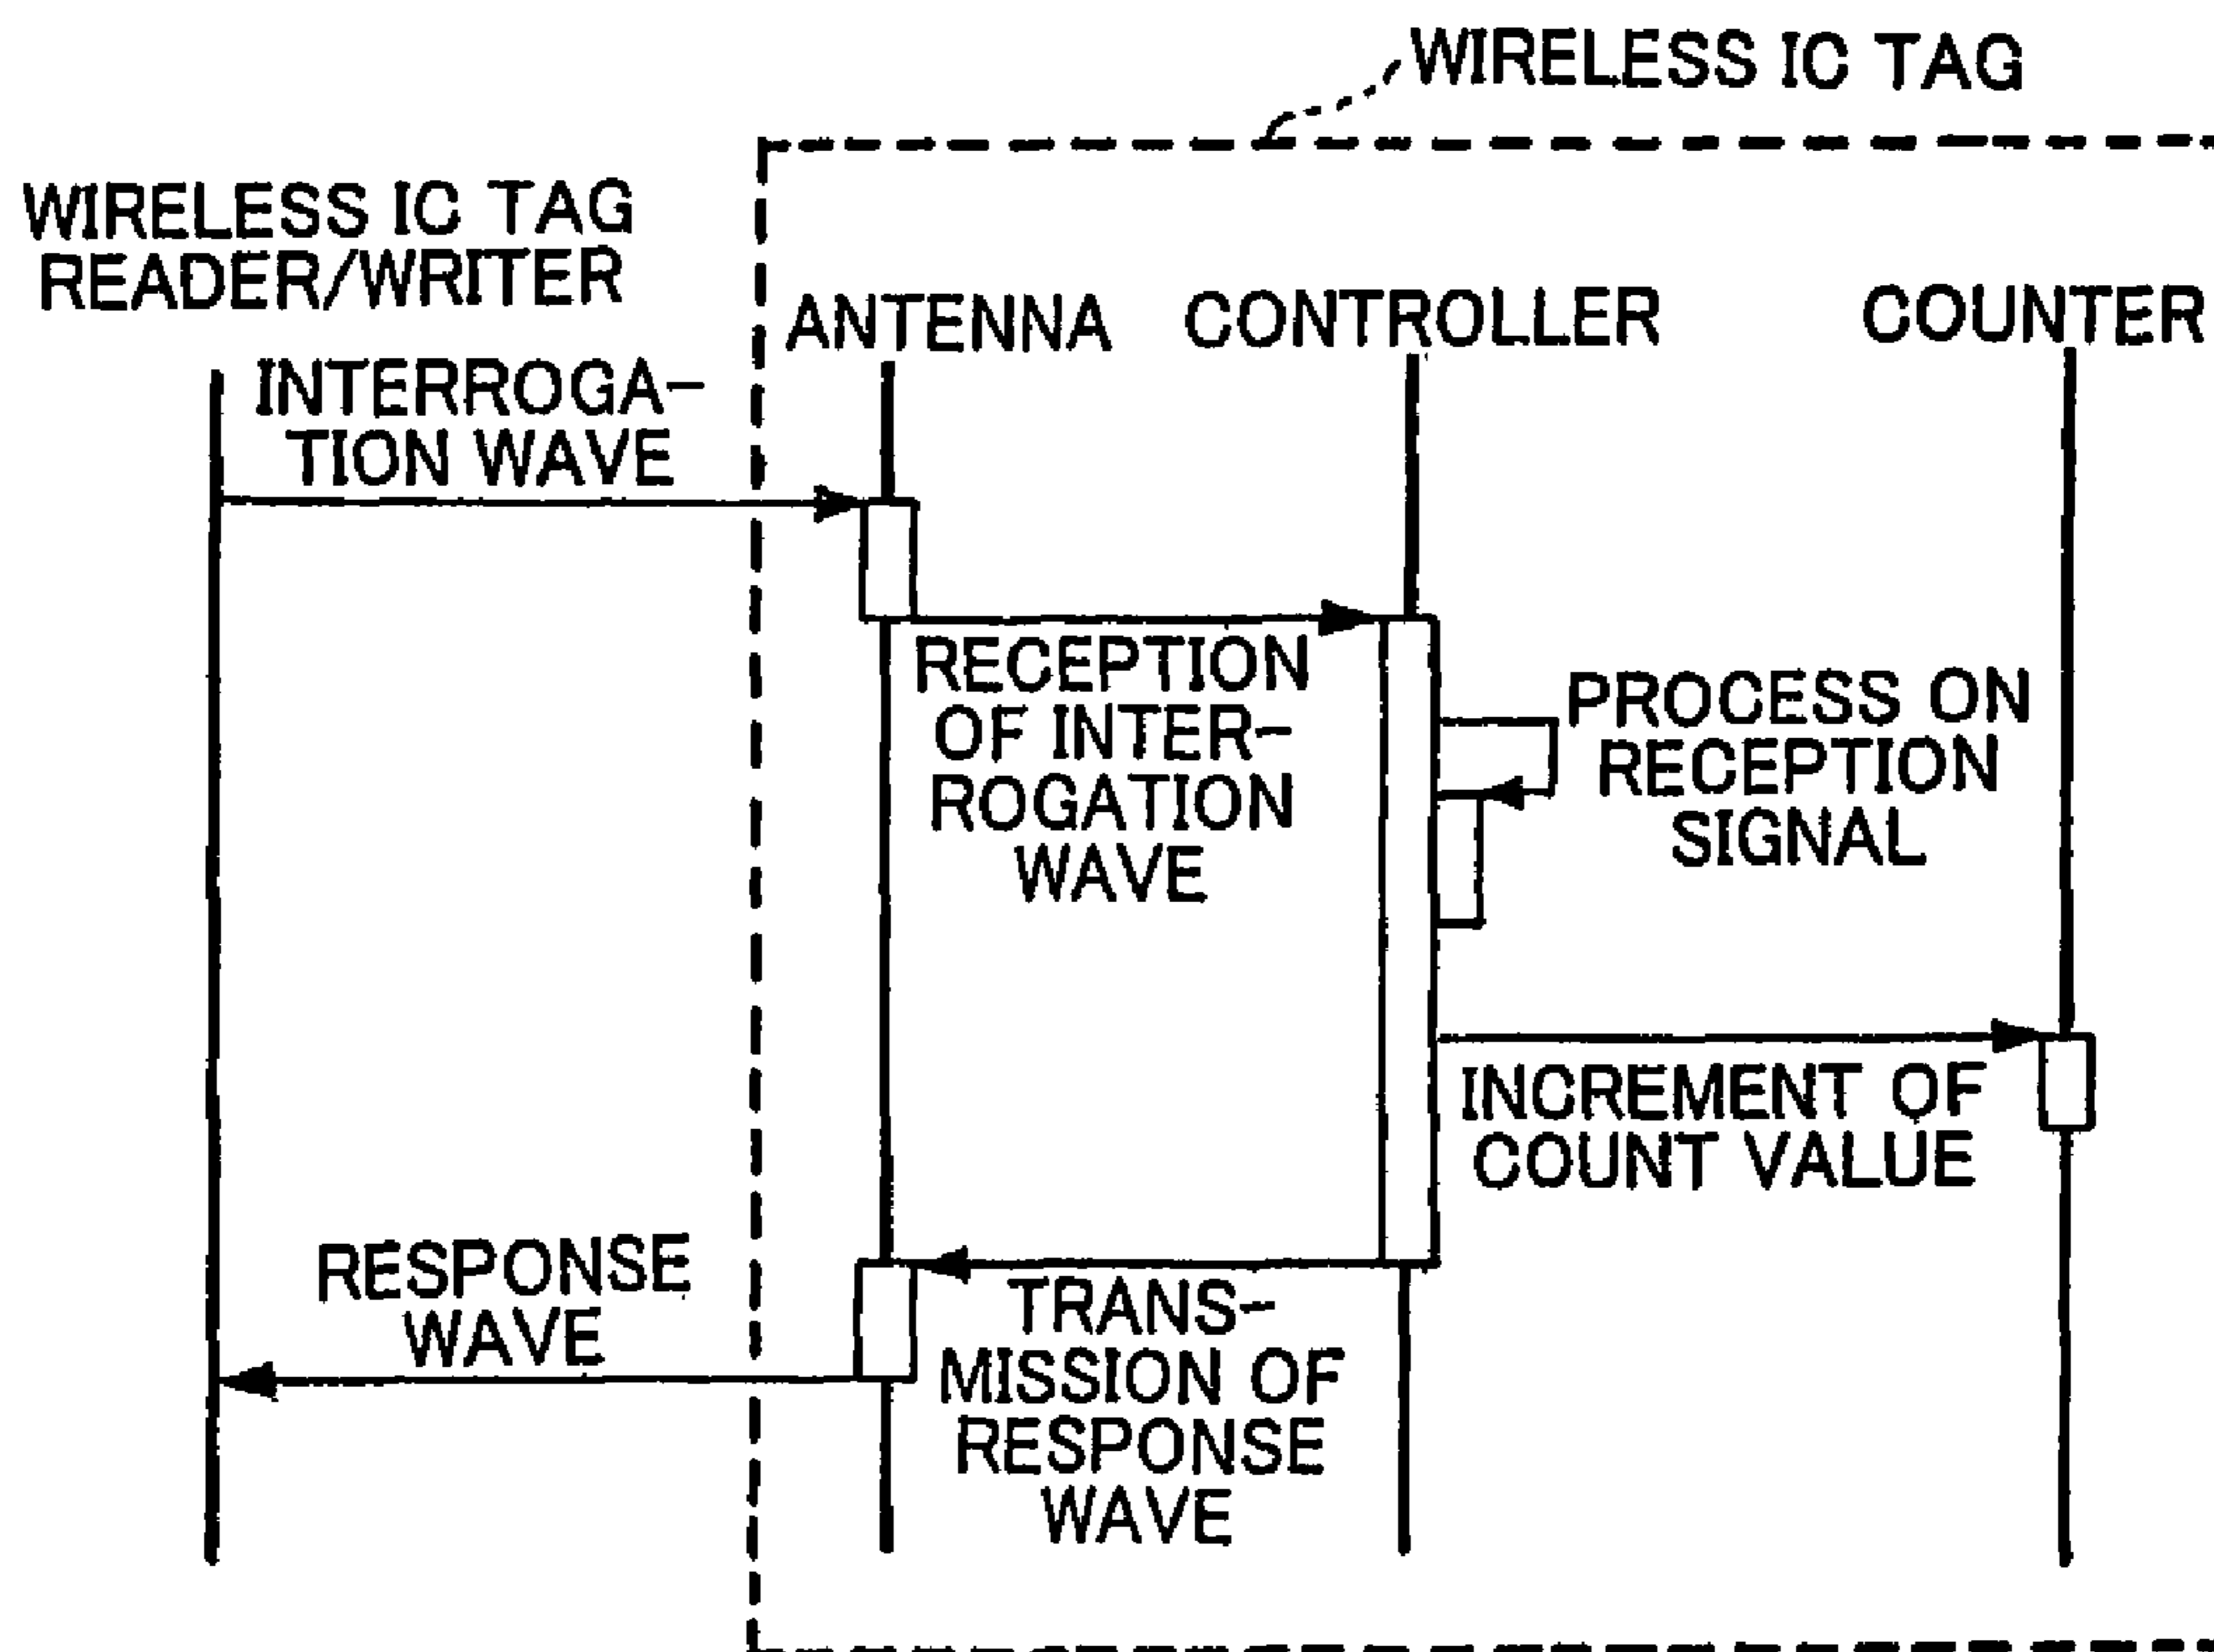 WIRELESS IC TAG
WIRELESS IC TAG
READER/WRITER
ANTENNA
CONTROLLER
COUNTER
INTERROGA-
TION WAVE
RECEPTION
OF INTER-
ROGATION
WAVE
PROCESS ON
RECEPTION
SIGNAL
INCREMENT OF
COUNT VALUE
RESPONSE
WAVE
TRANS-
MISSION OF
RESPONSE
WAVE